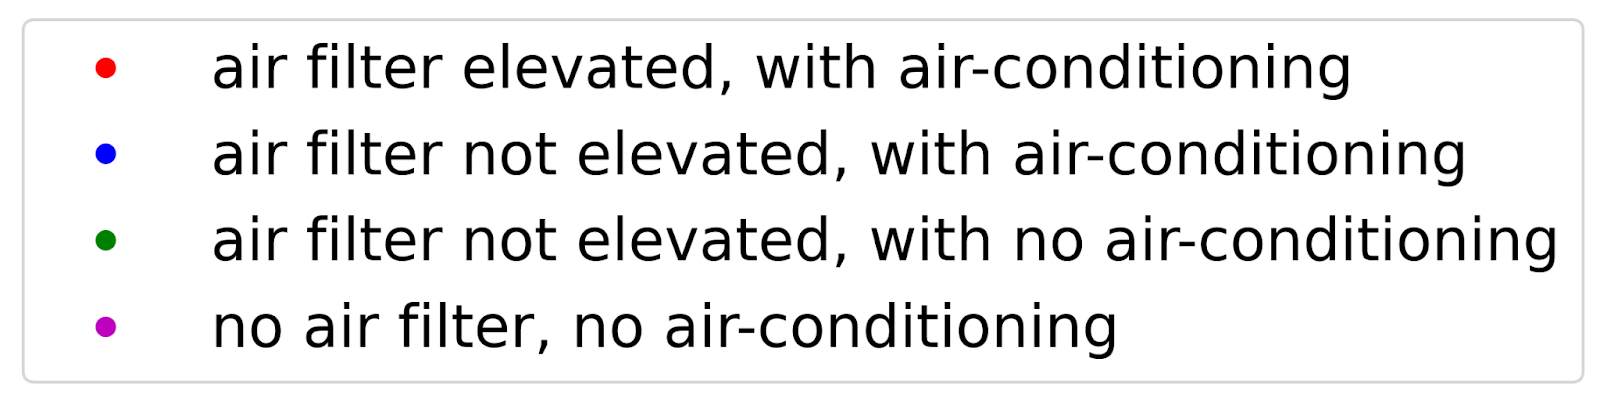 air filter elevated, with air-conditioning
air filter not elevated, with air-conditioning
air filter not elevated, with no air-conditioning
no air filter, no air-conditioning